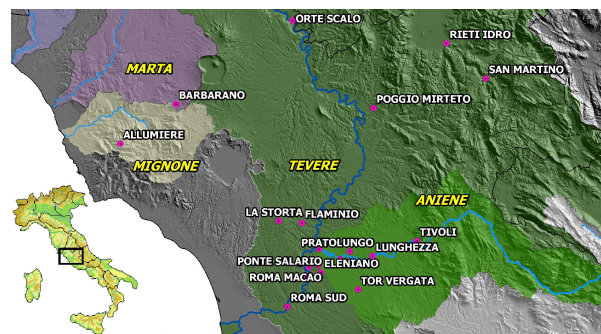 ORTE SCALO
RIETI IDRO
MARTA
SAN MARTINO
BARBARANO
POGGIO MIRTETO
ALLUMIERE
MIGNONE
TEVERE
ANIENE
LA STORTA
FLAMINIO
TIVOLI
PRATOLUNGO
LUNGHEZZA
PONTE SALARIO
ELENIANO
ROMA MACAO
TOR VERGATA
ROMA SUD